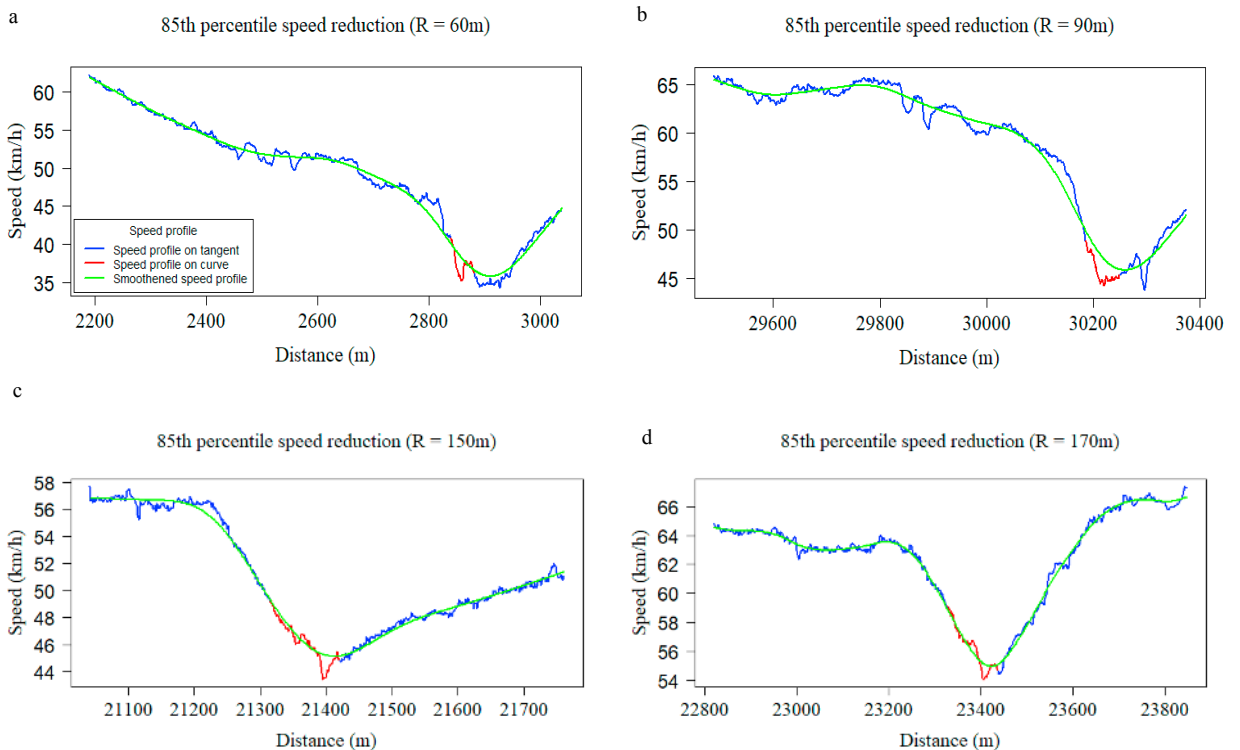 a
85th percentile speed reduction (R = 60m)
Speed (km/h)
60
55
50
45
40
35
Speed profile
Speed profile on tangent
Speed profile on curve
Smoothened speed profile
2200 2400 2600 2800 3000
Distance (m)
b
85th percentile speed reduction (R = 90m)
Speed (km/h)
65
60
55
50
45
29600 29800 30000 30200 30400
Distance (m)
c
85th percentile speed reduction (R = 150m)
Speed (km/h)
58
56
54
52
50
48
46
44
21100 21200 21300 21400 21500 21600 21700
Distance (m)
d
85th percentile speed reduction (R = 170m)
Speed (km/h)
66
64
62
60
58
56
54
22800 23000 23200 23400 23600 23800
Distance (m)